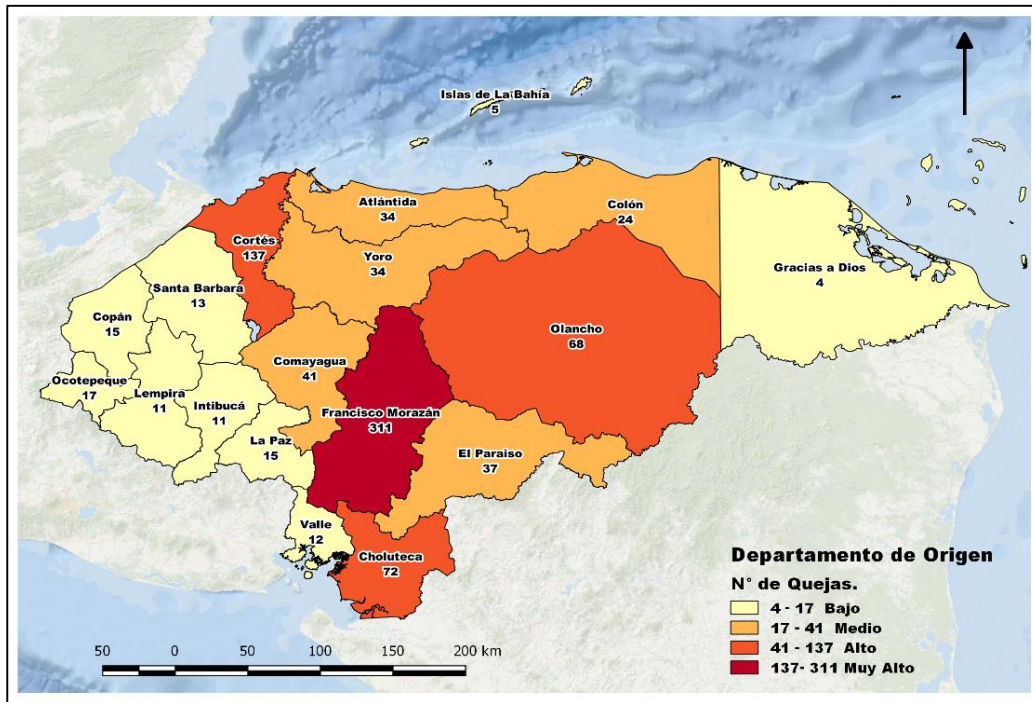 Islas de La Bahía
5
Atlántida
34
Colón
24
Cortés
137
Yoro
34
Gracias a Dios
4
Santa Barbara
13
Copán
15
Olancho
68
Comayagua
41
Ocotepeque
17
Lempira
11
Intibucá
11
Francisco Morazán
311
La Paz
15
El Paraiso
37
Valle
12
Choluteca
72
Departamento de Origen
N° de Quejas.
4 - 17 Bajo
17 - 41 Medio
41 - 137 Alto
137- 311 Muy Alto
50 0 50 100 150 200 km